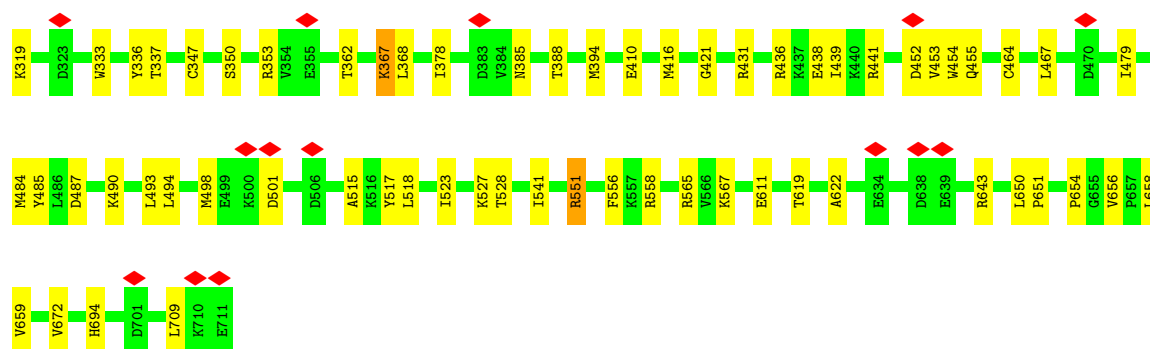 K319 D323 W333 Y336 T337 C347 S350 R353 V354 E355 T362 K367 L368 I378 D383 V384 N385 T388 M394 E410 M416 G421 R431 R436 K437 E438 I439 K440 R441 D452 V453 W454 Q455 C464 L467 D470 I479
M484 Y485 L486 D487 K490 L493 L494 M498 E499 K500 D501 D506 A515 K516 Y517 L518 I523 K527 T528 I541 R551 F556 K557 R558 R565 V566 K567 E611 T619 A622 E634 D638 E639 R643 L650 P651 P654 G655 V656 P657
V659 V672 H694 D701 L709 K710 E711